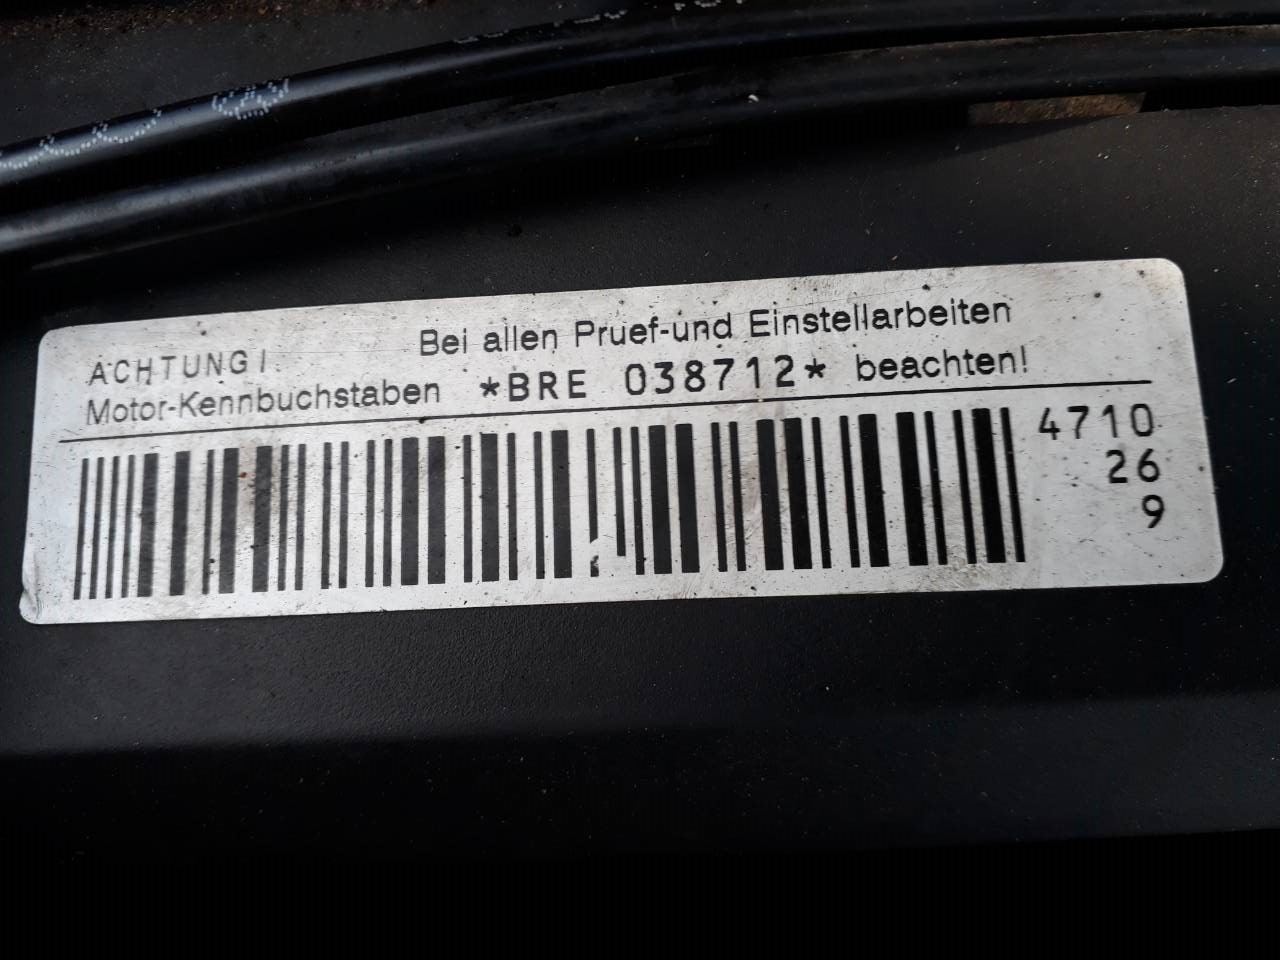 ACHTUNG! Bei allen Pruef-und Einstellarbeiten
Motor-Kennbuchstaben *BRE 038712* beachten!
4710
26
9